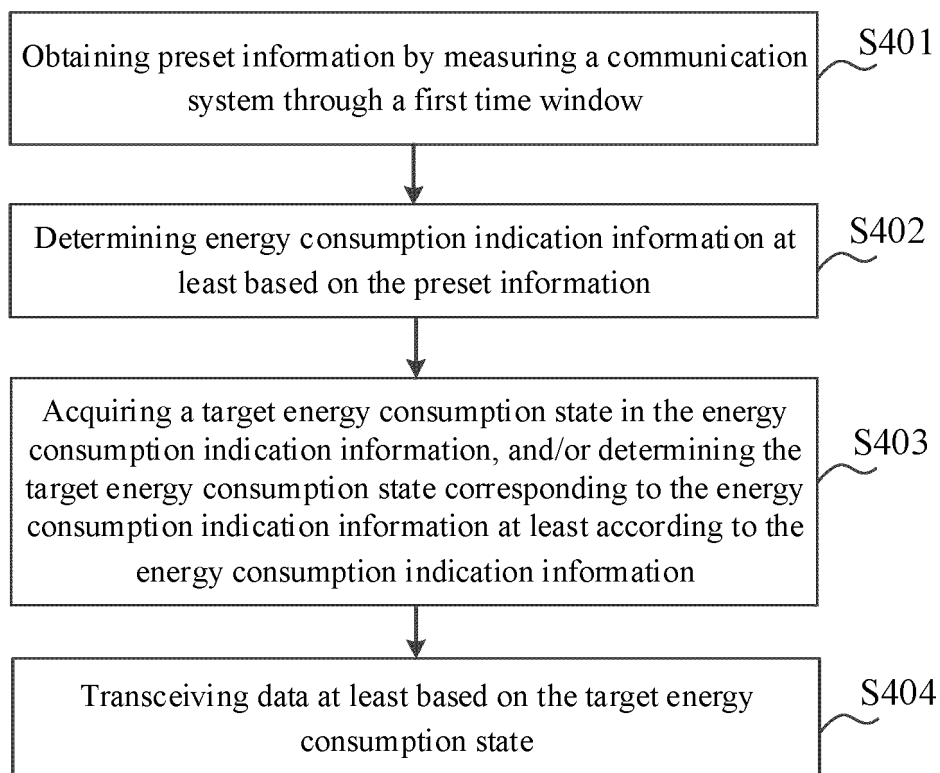 Obtaining preset information by measuring a communication
system through a first time window
S401
Determining energy consumption indication information at
least based on the preset information
S402
Acquiring a target energy consumption state in the energy
consumption indication information, and/or determining the
target energy consumption state corresponding to the energy
consumption indication information at least according to the
energy consumption indication information
S403
Transceiving data at least based on the target energy
consumption state
S404